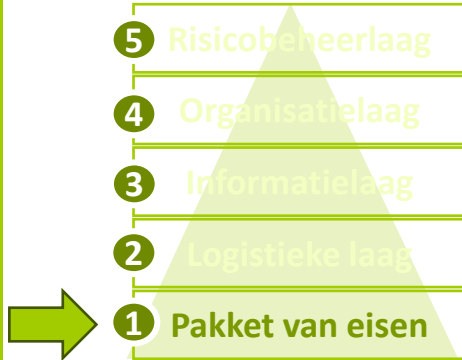 5 Risicobeheerlaag
4 Organisatielaag
3 Informatielaag
2 Logistieke laag
1 Pakket van eisen